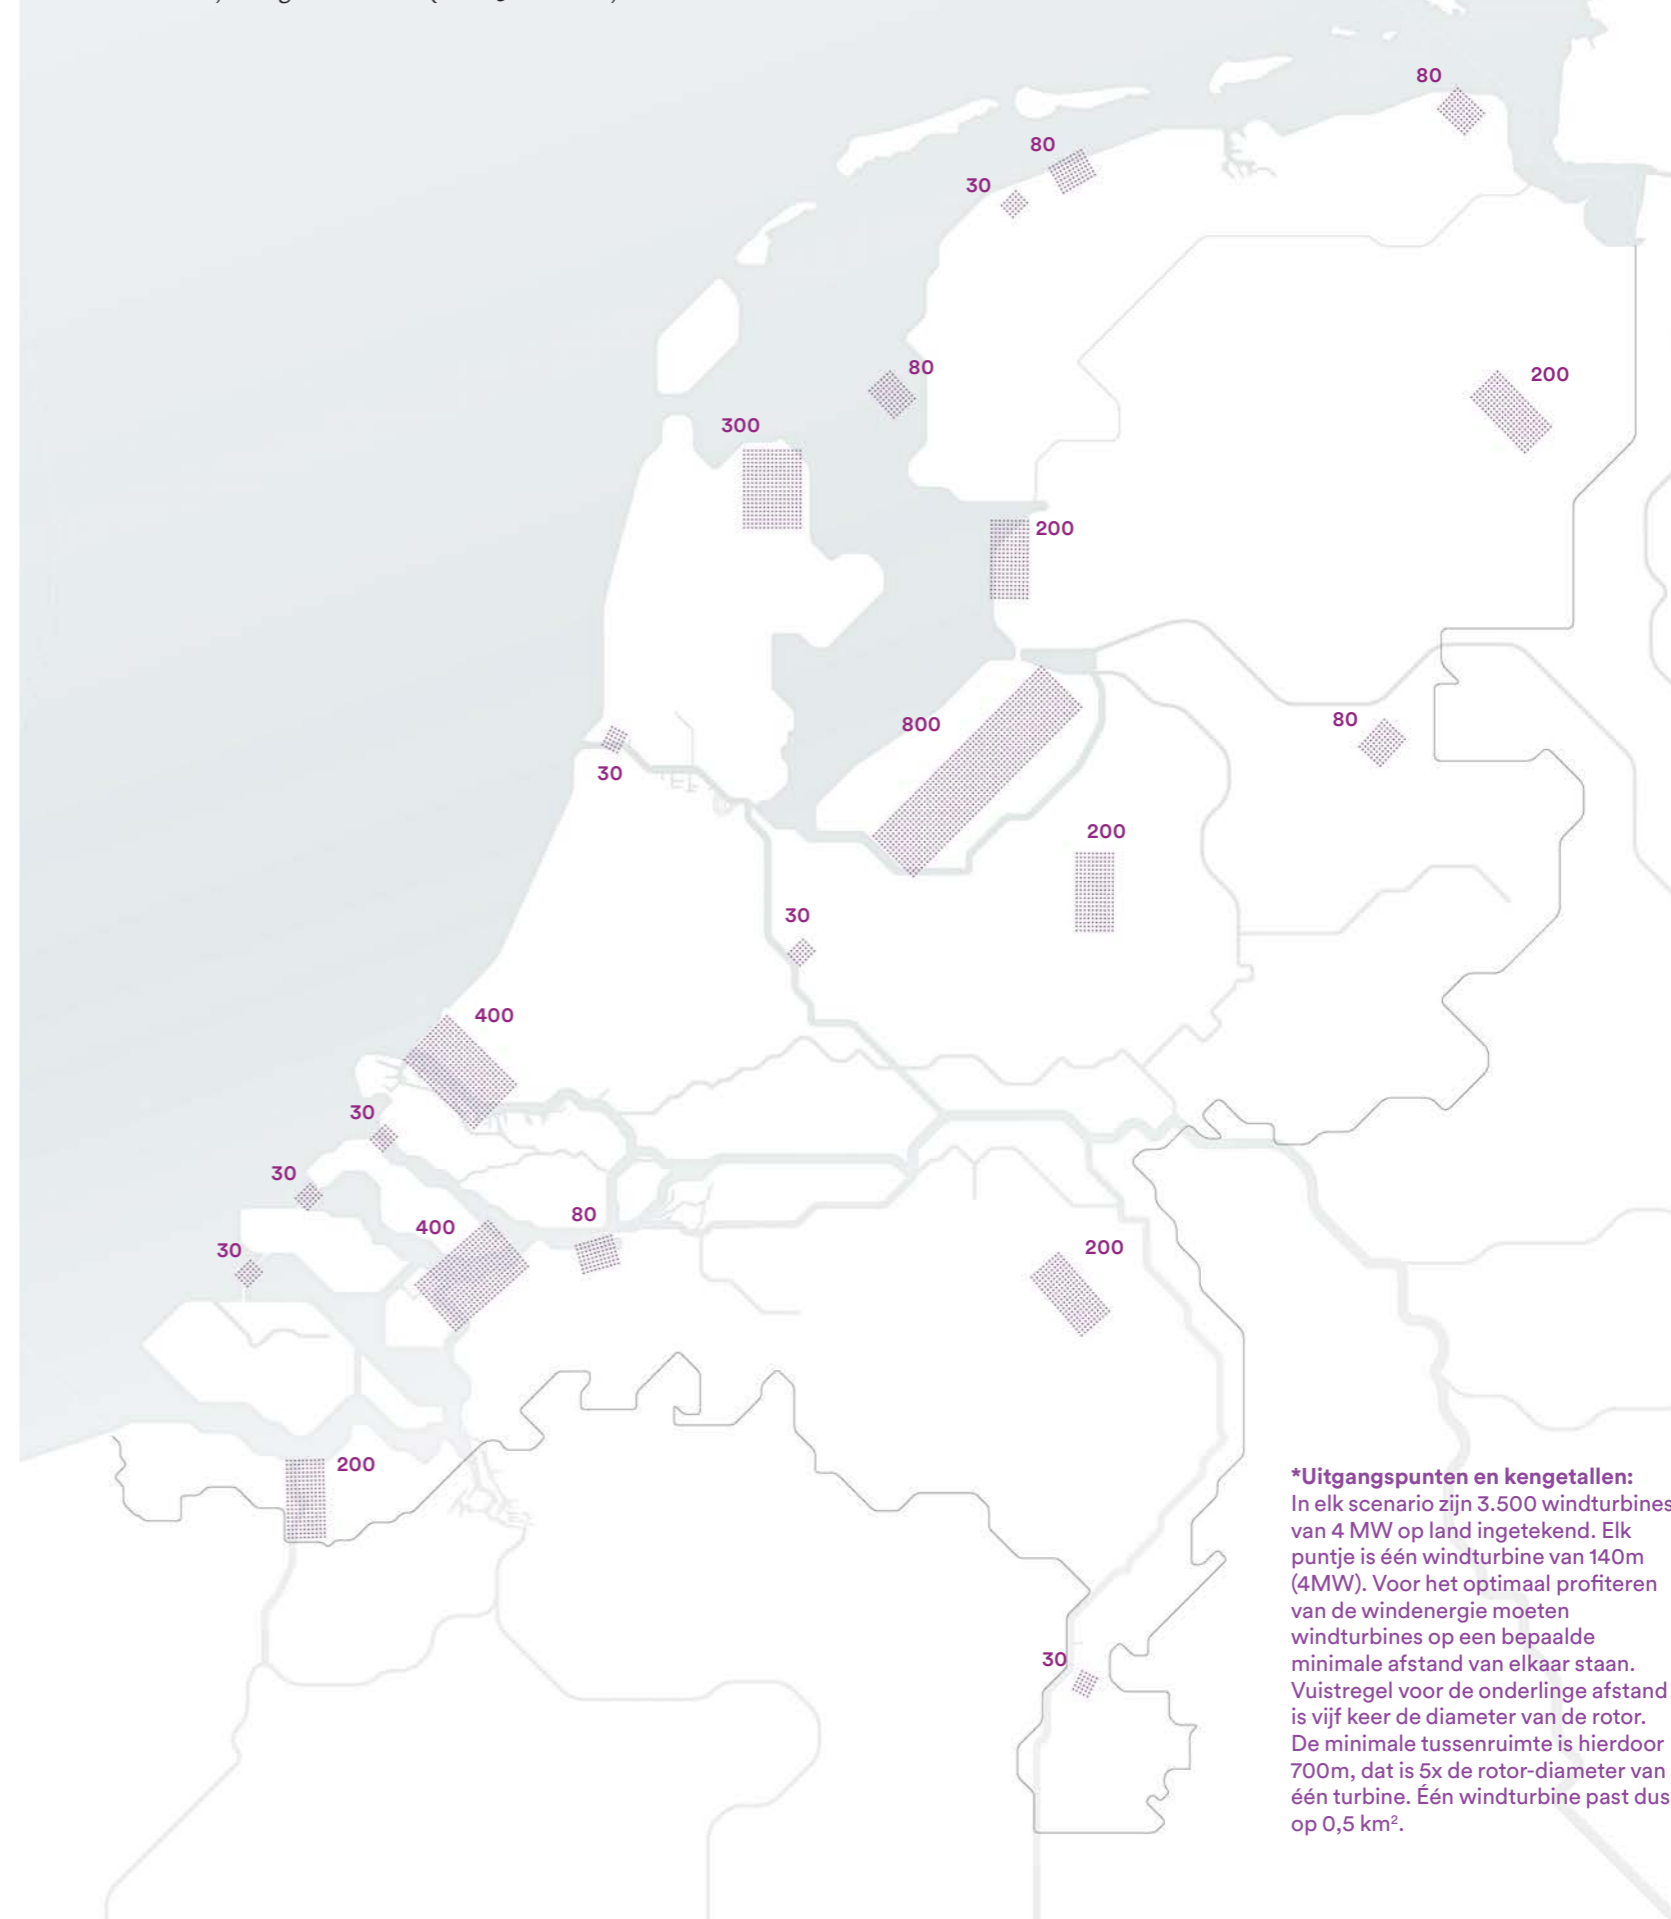 80
80
30
80
200
300
200
800
80
30
200
30
400
30
30
400
80
30
200
200
30
*Uitgangspunten en kengetallen:
In elk scenario zijn 3.500 windturbines
van 4 MW op land ingetekend. Elk
puntje is één windturbine van 140m
(4MW). Voor het optimaal profiteren
van de windenergie moeten
windturbines op een bepaalde
minimale afstand van elkaar staan.
Vuistregel voor de onderlinge afstand
is vijf keer de diameter van de rotor.
De minimale tussenruimte is hierdoor
700m, dat is 5x de rotor-diameter van
één turbine. Één windturbine past dus
op 0,5 km².